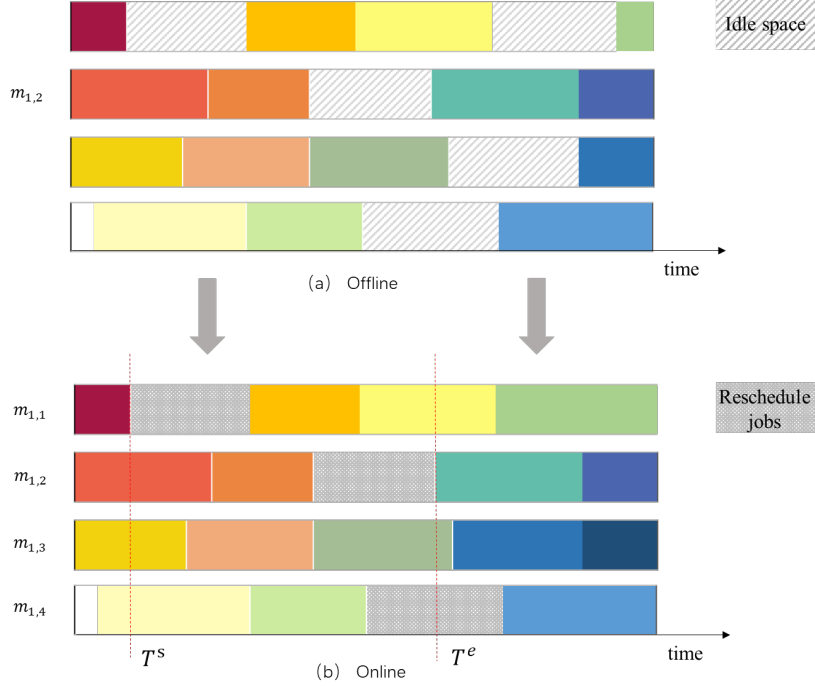 Idle space
m₁,₂
time
（a） Offline
m₁,₁
Reschedule
jobs
m₁,₂
m₁,₃
m₁,₄
time
Tˢ
Tᵉ
（b） Online